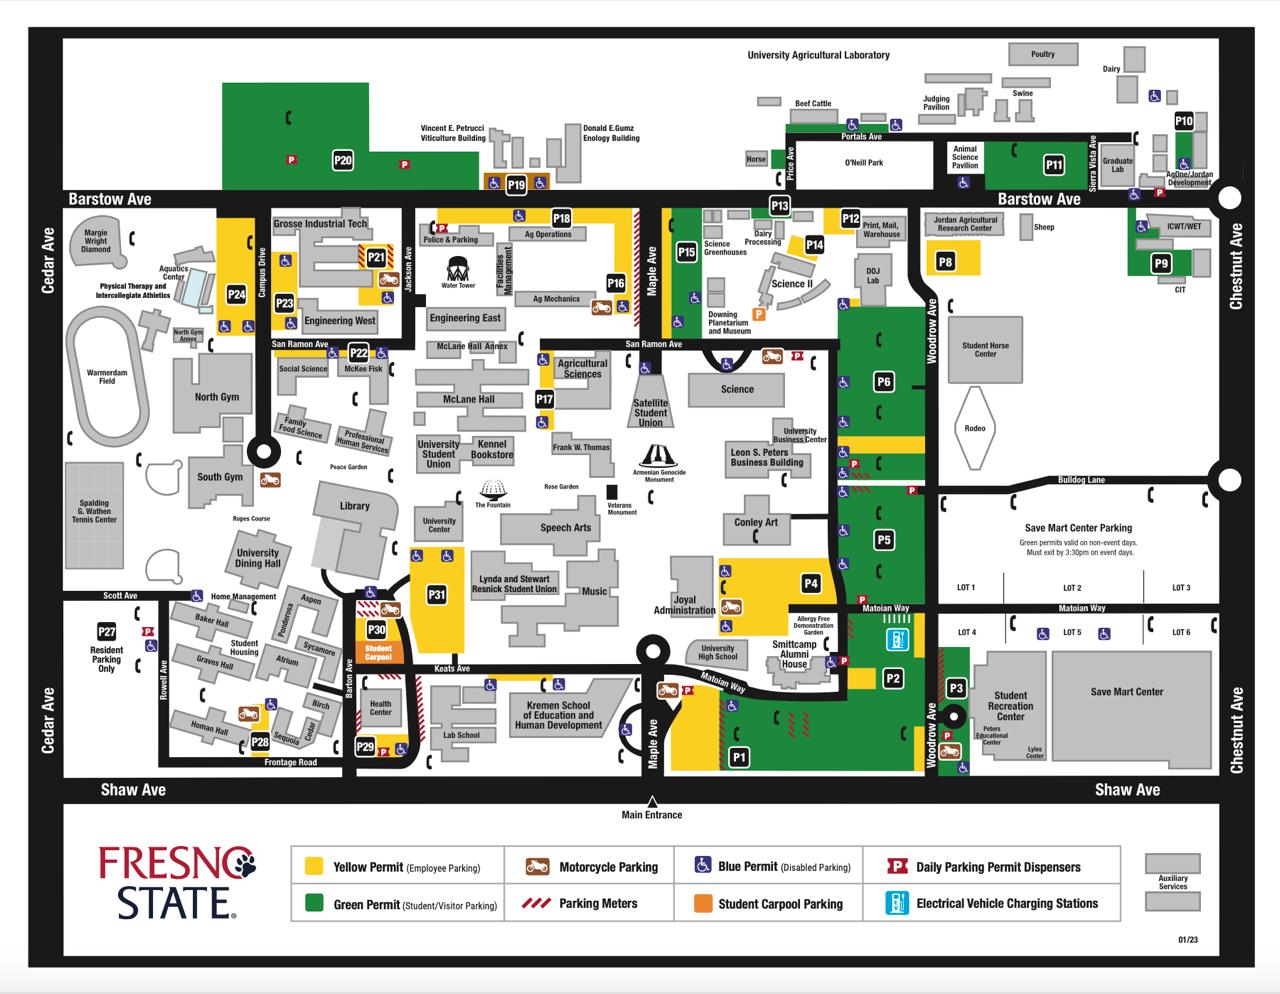 University Agricultural Laboratory
Poultry
Dairy
Beef Cattle
Judging
Pavilion
Swine
P10
Vincent E. Petrucci
Viticulture Building
Donald E.Gumz
Enology Building
Portals Ave
P20
P19
Horse
Price Ave
O'Neill Park
Animal
Science
Pavilion
P11
Sierra Vista Ave
Graduate
Lab
AgOne/Jordan
Development
Barstow Ave
Barstow Ave
P13
Cedar Ave
Margie
Wright
Diamond
Aquatics
Center
Physical Therapy and
Intercollegiate Athletics
P24
Campus Drive
Grosse Industrial Tech
P21
P23
Engineering West
Jackson Ave
P18
Police & Parking
Ag Operations
Water Tower
Facilities
Management
Ag Mechanics
P16
Engineering East
Maple Ave
P15
Science
Greenhouses
Dairy
Processing
P12
P14
Print, Mail,
Warehouse
Science II
DOJ
Lab
Downing
Planetarium
and Museum
P
Jordan Agricultural
Research Center
Sheep
P8
ICWT/WET
P9
CIT
Chestnut Ave
Woodrow Ave
Warmerdam
Field
North Gym
Annex
North Gym
San Ramon Ave
P22
Social Science
McKee Fisk
McLane Hall Annex
McLane Hall
San Ramon Ave
Agricultural
Sciences
P17
Satellite
Student
Union
Science
P6
Student Horse
Center
Rodeo
Family
Food Science
Professional
Human Services
University
Student
Union
Kennel
Bookstore
Frank W. Thomas
Armenian Genocide
Monument
University
Business Center
Leon S. Peters
Business Building
Peace Garden
South Gym
Spalding
G. Wathen
Tennis Center
Ropes Course
Library
The Fountain
Rose Garden
Veterans
Monument
University
Center
Speech Arts
Conley Art
P5
Bulldog Lane
Save Mart Center Parking
Green permits valid on non-event days.
Must exit by 3:30pm on event days.
LOT 1
LOT 2
LOT 3
University
Dining Hall
P31
Lynda and Stewart
Resnick Student Union
Music
Joyal
Administration
P4
Matoian Way
Matoian Way
Scott Ave
Home Management
Aspen
Ponderosa
Baker Hall
P30
Student
Carpool
Allergy Free
Demonstration
Garden
P27
Resident
Parking
Only
Student
Housing
Sycamore
Graves Hall
Atrium
Rowell Ave
Barton Ave
Keats Ave
University
High School
Smittcamp
Alumni
House
Matoian Way
P2
LOT 4
LOT 5
LOT 6
P3
Student
Recreation
Center
Peters
Educational
Center
Lyles
Center
Save Mart Center
Cedar Ave
Homan Hall
P28
Birch
Cedar
Sequoia
Health
Center
P29
Lab School
Kremen School
of Education and
Human Development
Maple Ave
P1
Woodrow Ave
Chestnut Ave
Frontage Road
Shaw Ave
Shaw Ave
Main Entrance
FRESNO
STATE.
Yellow Permit (Employee Parking)
Motorcycle Parking
Blue Permit (Disabled Parking)
Daily Parking Permit Dispensers
Green Permit (Student/Visitor Parking)
Parking Meters
Student Carpool Parking
Electrical Vehicle Charging Stations
Auxiliary
Services
01/23